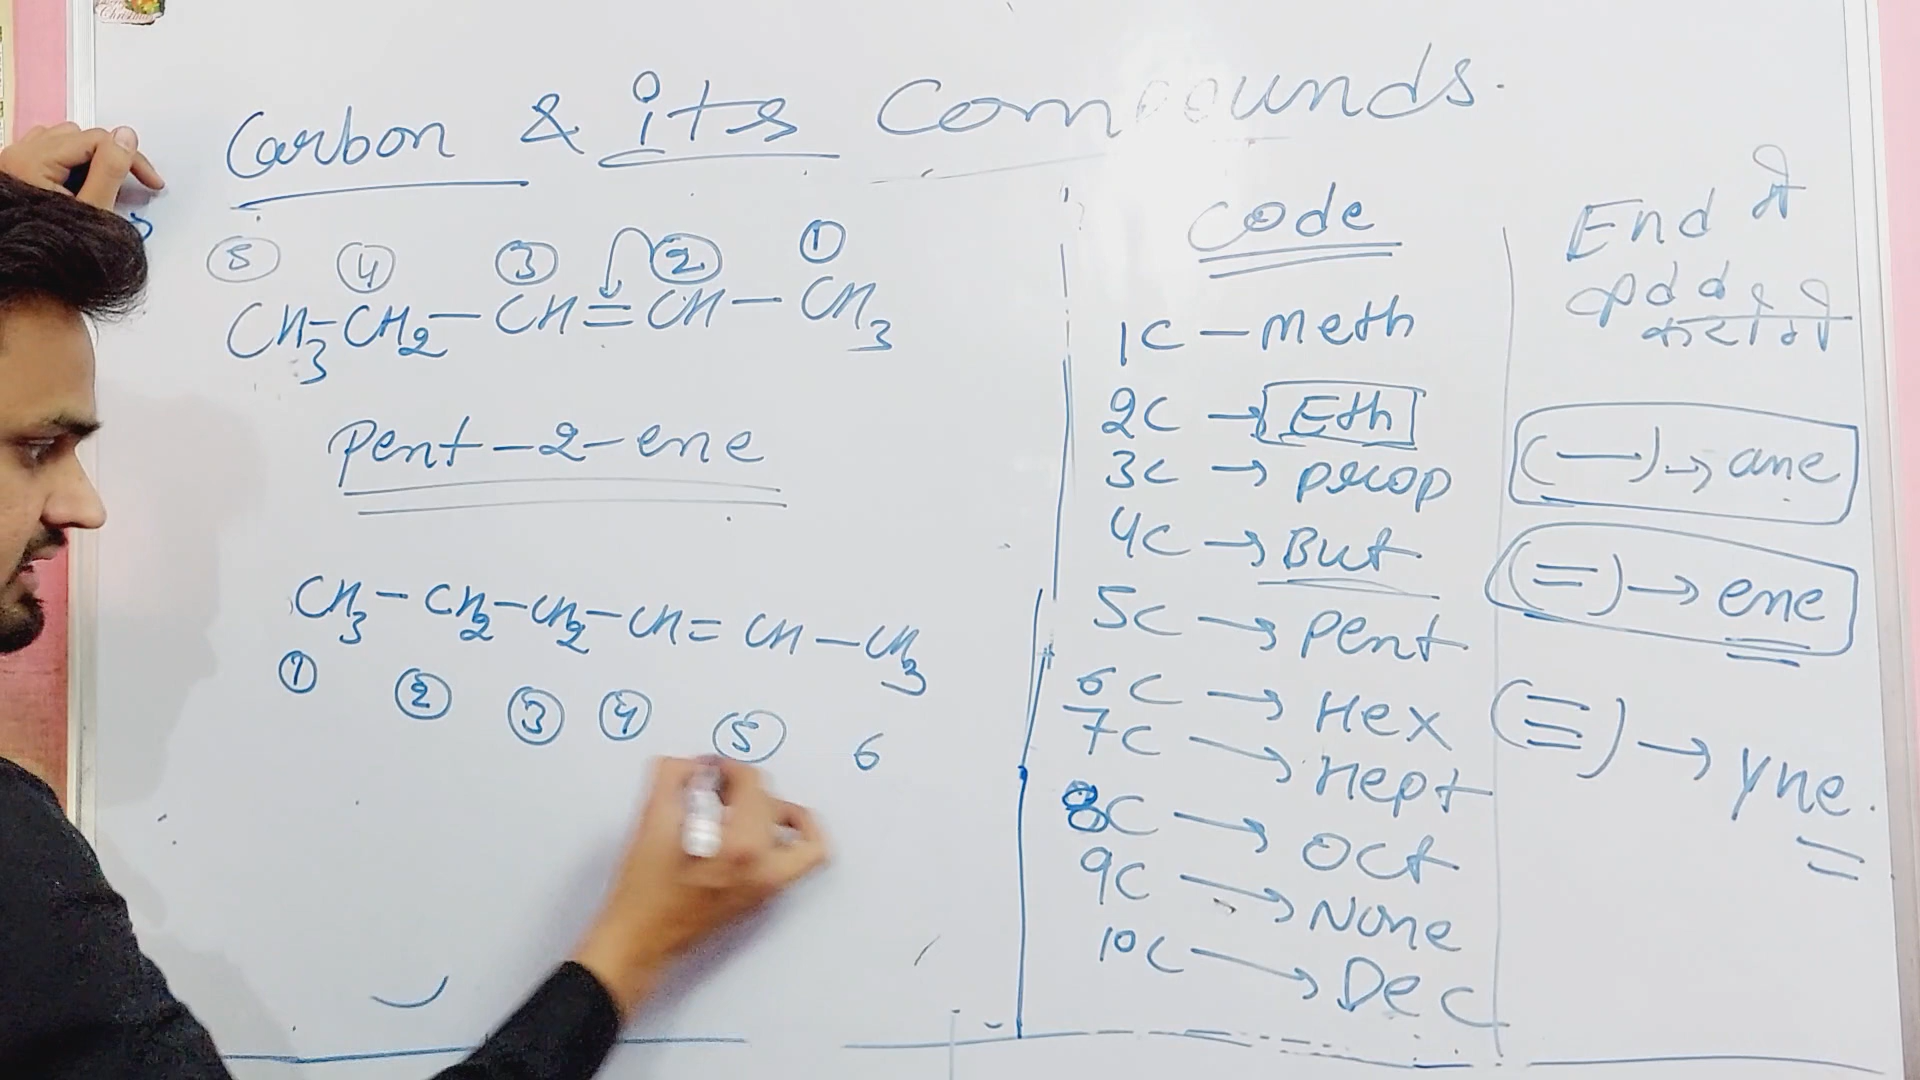 Carbon & its Compounds.
⑤ ④ ③ ② ①
CH₃-CH₂-CH=CH-CH₃
Pent-2-ene
CH₃-CH₂-CH₂-CH=CH-CH₃
① ② ③ ④ ⑤ 6
Code
1C - Meth
2C → Eth
3C → prop
4C → But
5C → Pent
6C → Hex
7C → Hept
8C → Oct
9C → None
10C → Dec
End में
add
(—) → ane
(=) → ene
(≡) → yne.